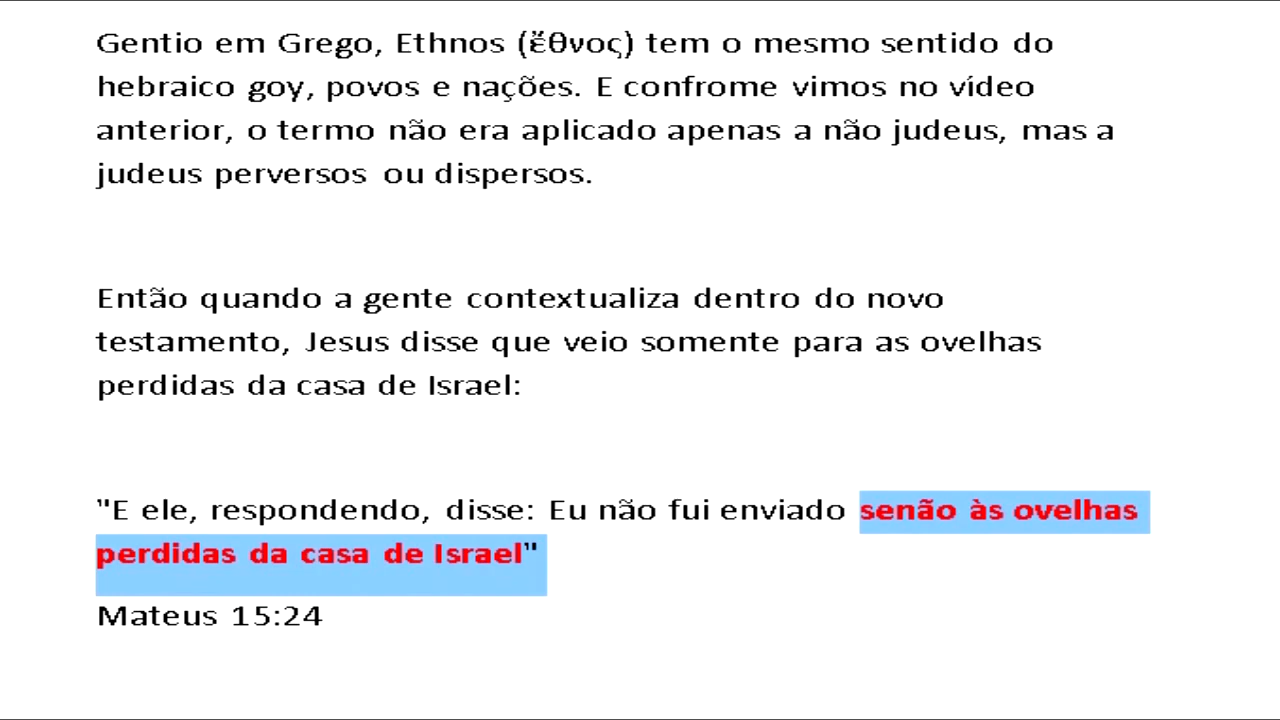 Gentio em Grego, Ethnos (ἔθνος) tem o mesmo sentido do
hebraico goy, povos e nações. E confrome vimos no vídeo
anterior, o termo não era aplicado apenas a não judeus, mas a
judeus perversos ou dispersos.
Então quando a gente contextualiza dentro do novo
testamento, Jesus disse que veio somente para as ovelhas
perdidas da casa de Israel:
"E ele, respondendo, disse: Eu não fui enviado senão às ovelhas
perdidas da casa de Israel"
Mateus 15:24